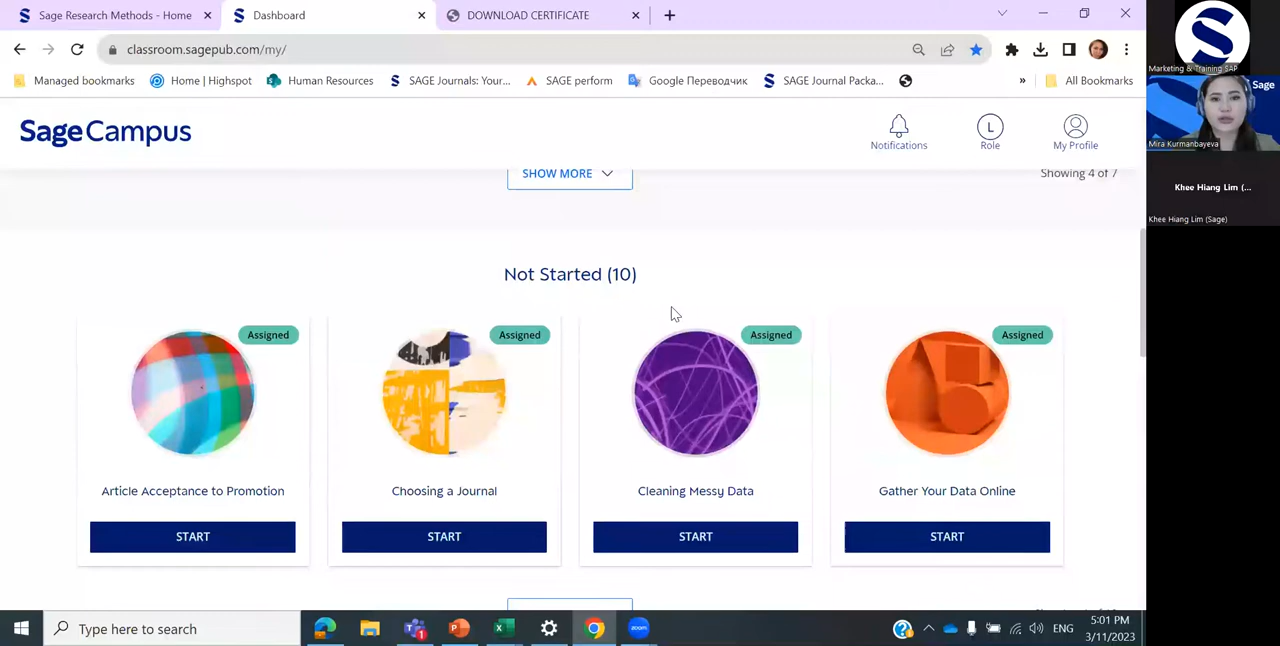 Sage Research Methods - Home
Dashboard
DOWNLOAD CERTIFICATE
classroom.sagepub.com/my/
Managed bookmarks
Home | Highspot
Human Resources
SAGE Journ
SAGE perform
Google Переводчик
SAGE Journal Packa...
All Bookmarks
Sage Campus
Notifications
L
Role
My Profile
SHOW MORE
Showing 4 of 7
Not Started (10)
Assigned
Assigned
Assigned
Assigned
Article Acceptance to Promotion
Choosing a Journal
Cleaning Messy Data
Gather Your Data Online
START
START
START
START
Type here to search
ENG
5:01 PM
3/11/2023
Marketing & Training SAP
Sage
Mira Kurmanbayeva
Khee Hiang Lim (...
Khee Hiang Lim (Sage)